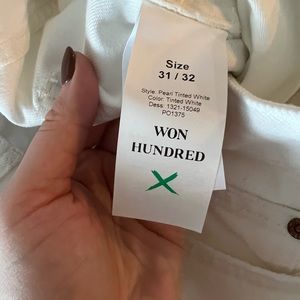 Size
31 / 32
Style: Pearl Tinted White
Color: Tinted White
Dess: 1321-15049
PO1375
WON
HUNDRED